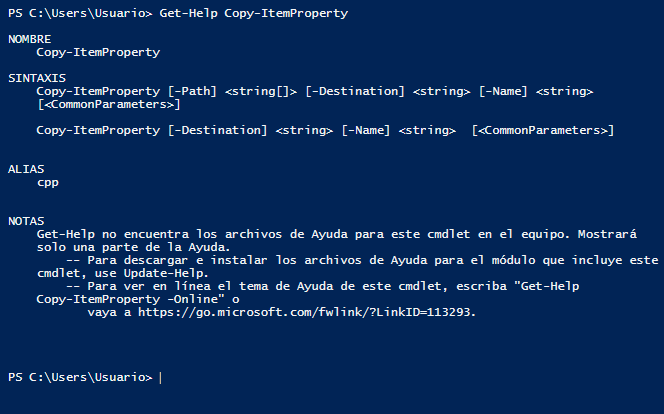 PS C:\Users\Usuario> Get-Help Copy-ItemProperty
NOMBRE
Copy-ItemProperty
SINTAXIS
Copy-ItemProperty [-Path] <string[]> [-Destination] <string> [-Name] <string>
[<CommonParameters>]
Copy-ItemProperty [-Destination] <string> [-Name] <string>  [<CommonParameters>]
ALIAS
cpp
NOTAS
Get-Help no encuentra los archivos de Ayuda para este cmdlet en el equipo. Mostrará
solo una parte de la Ayuda.
-- Para descargar e instalar los archivos de Ayuda para el módulo que incluye este
cmdlet, use Update-Help.
-- Para ver en línea el tema de Ayuda de este cmdlet, escriba "Get-Help
Copy-ItemProperty -Online" o
vaya a https://go.microsoft.com/fwlink/?LinkID=113293.
PS C:\Users\Usuario>